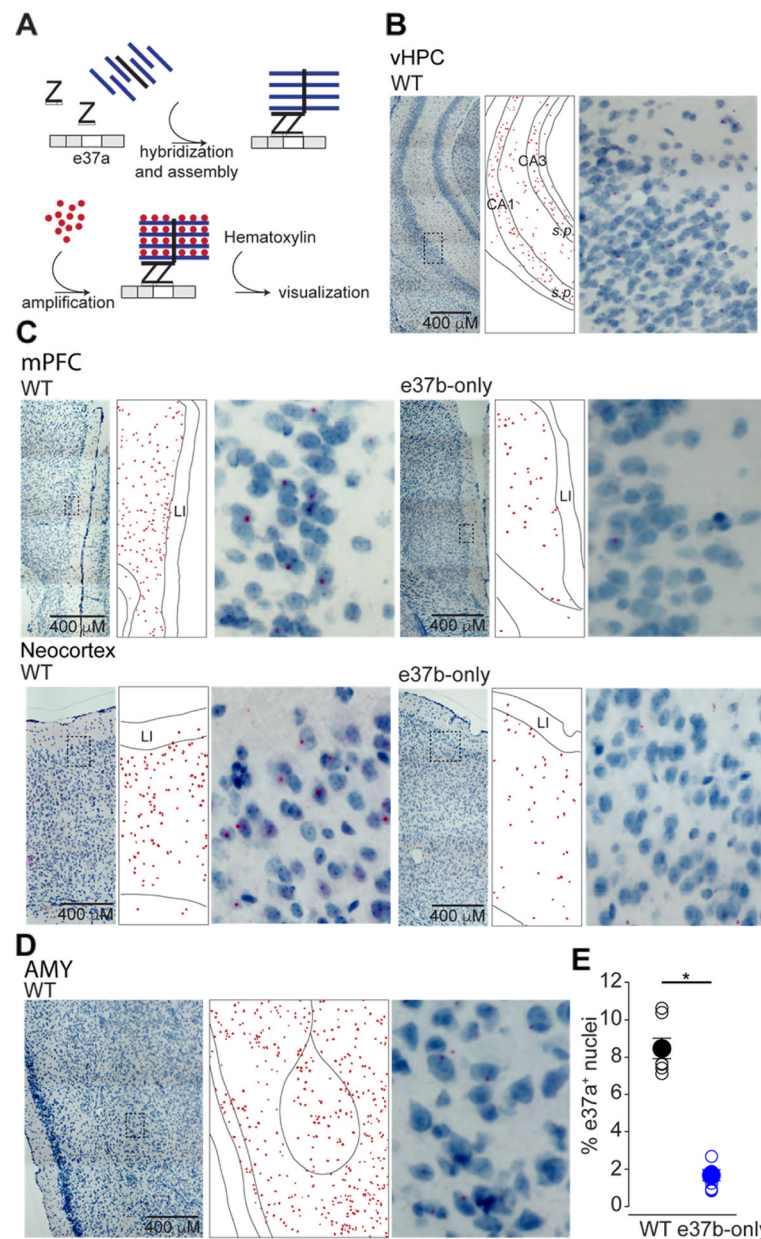 A
Z
Z
e37a
hybridization
and assembly
ZZ
amplification
ZZ
Hematoxylin
visualization
B
vHPC
WT
400 µM
CA3
CA1
s.p.
s.p.
C
mPFC
WT
e37b-only
400 µM
LI
400 µM
LI
Neocortex
WT
e37b-only
400 µM
LI
400 µM
LI
D
AMY
WT
400 µM
E
% e37a+ nuclei
12
10
8
6
4
2
0
*
WT e37b-only